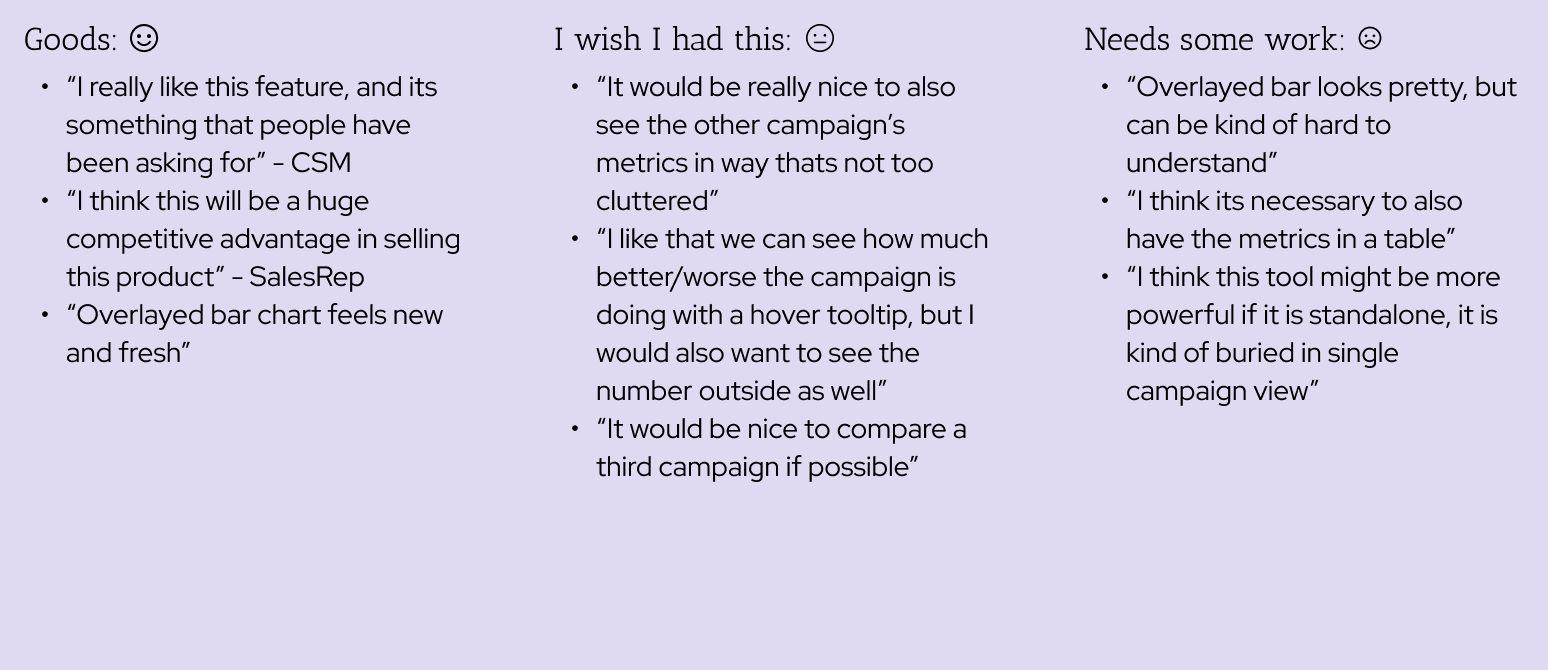 Goods:
• “I really like this feature, and its
something that people have
been asking for” - CSM
• “I think this will be a huge
competitive advantage in selling
this product” - SalesRep
• “Overlayed bar chart feels new
and fresh”
I wish I had this:
• “It would be really nice to also
see the other campaign’s
metrics in way thats not too
cluttered”
• “I like that we can see how much
better/worse the campaign is
doing with a hover tooltip, but I
would also want to see the
number outside as well”
• “It would be nice to compare a
third campaign if possible”
Needs some work:
• “Overlayed bar looks pretty, but
can be kind of hard to
understand”
• “I think its necessary to also
have the metrics in a table”
• “I think this tool might be more
powerful if it is standalone, it is
kind of buried in single
campaign view”